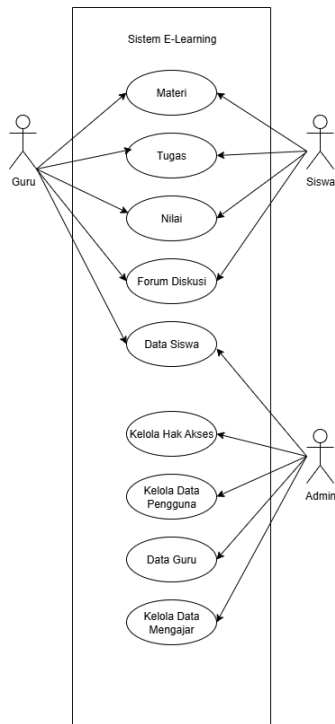 Sistem E-Learning
Materi
Tugas
Guru
Siswa
Nilai
Forum Diskusi
Data Siswa
Kelola Hak Akses
Kelola Data
Pengguna
Admin
Data Guru
Kelola Data
Mengajar